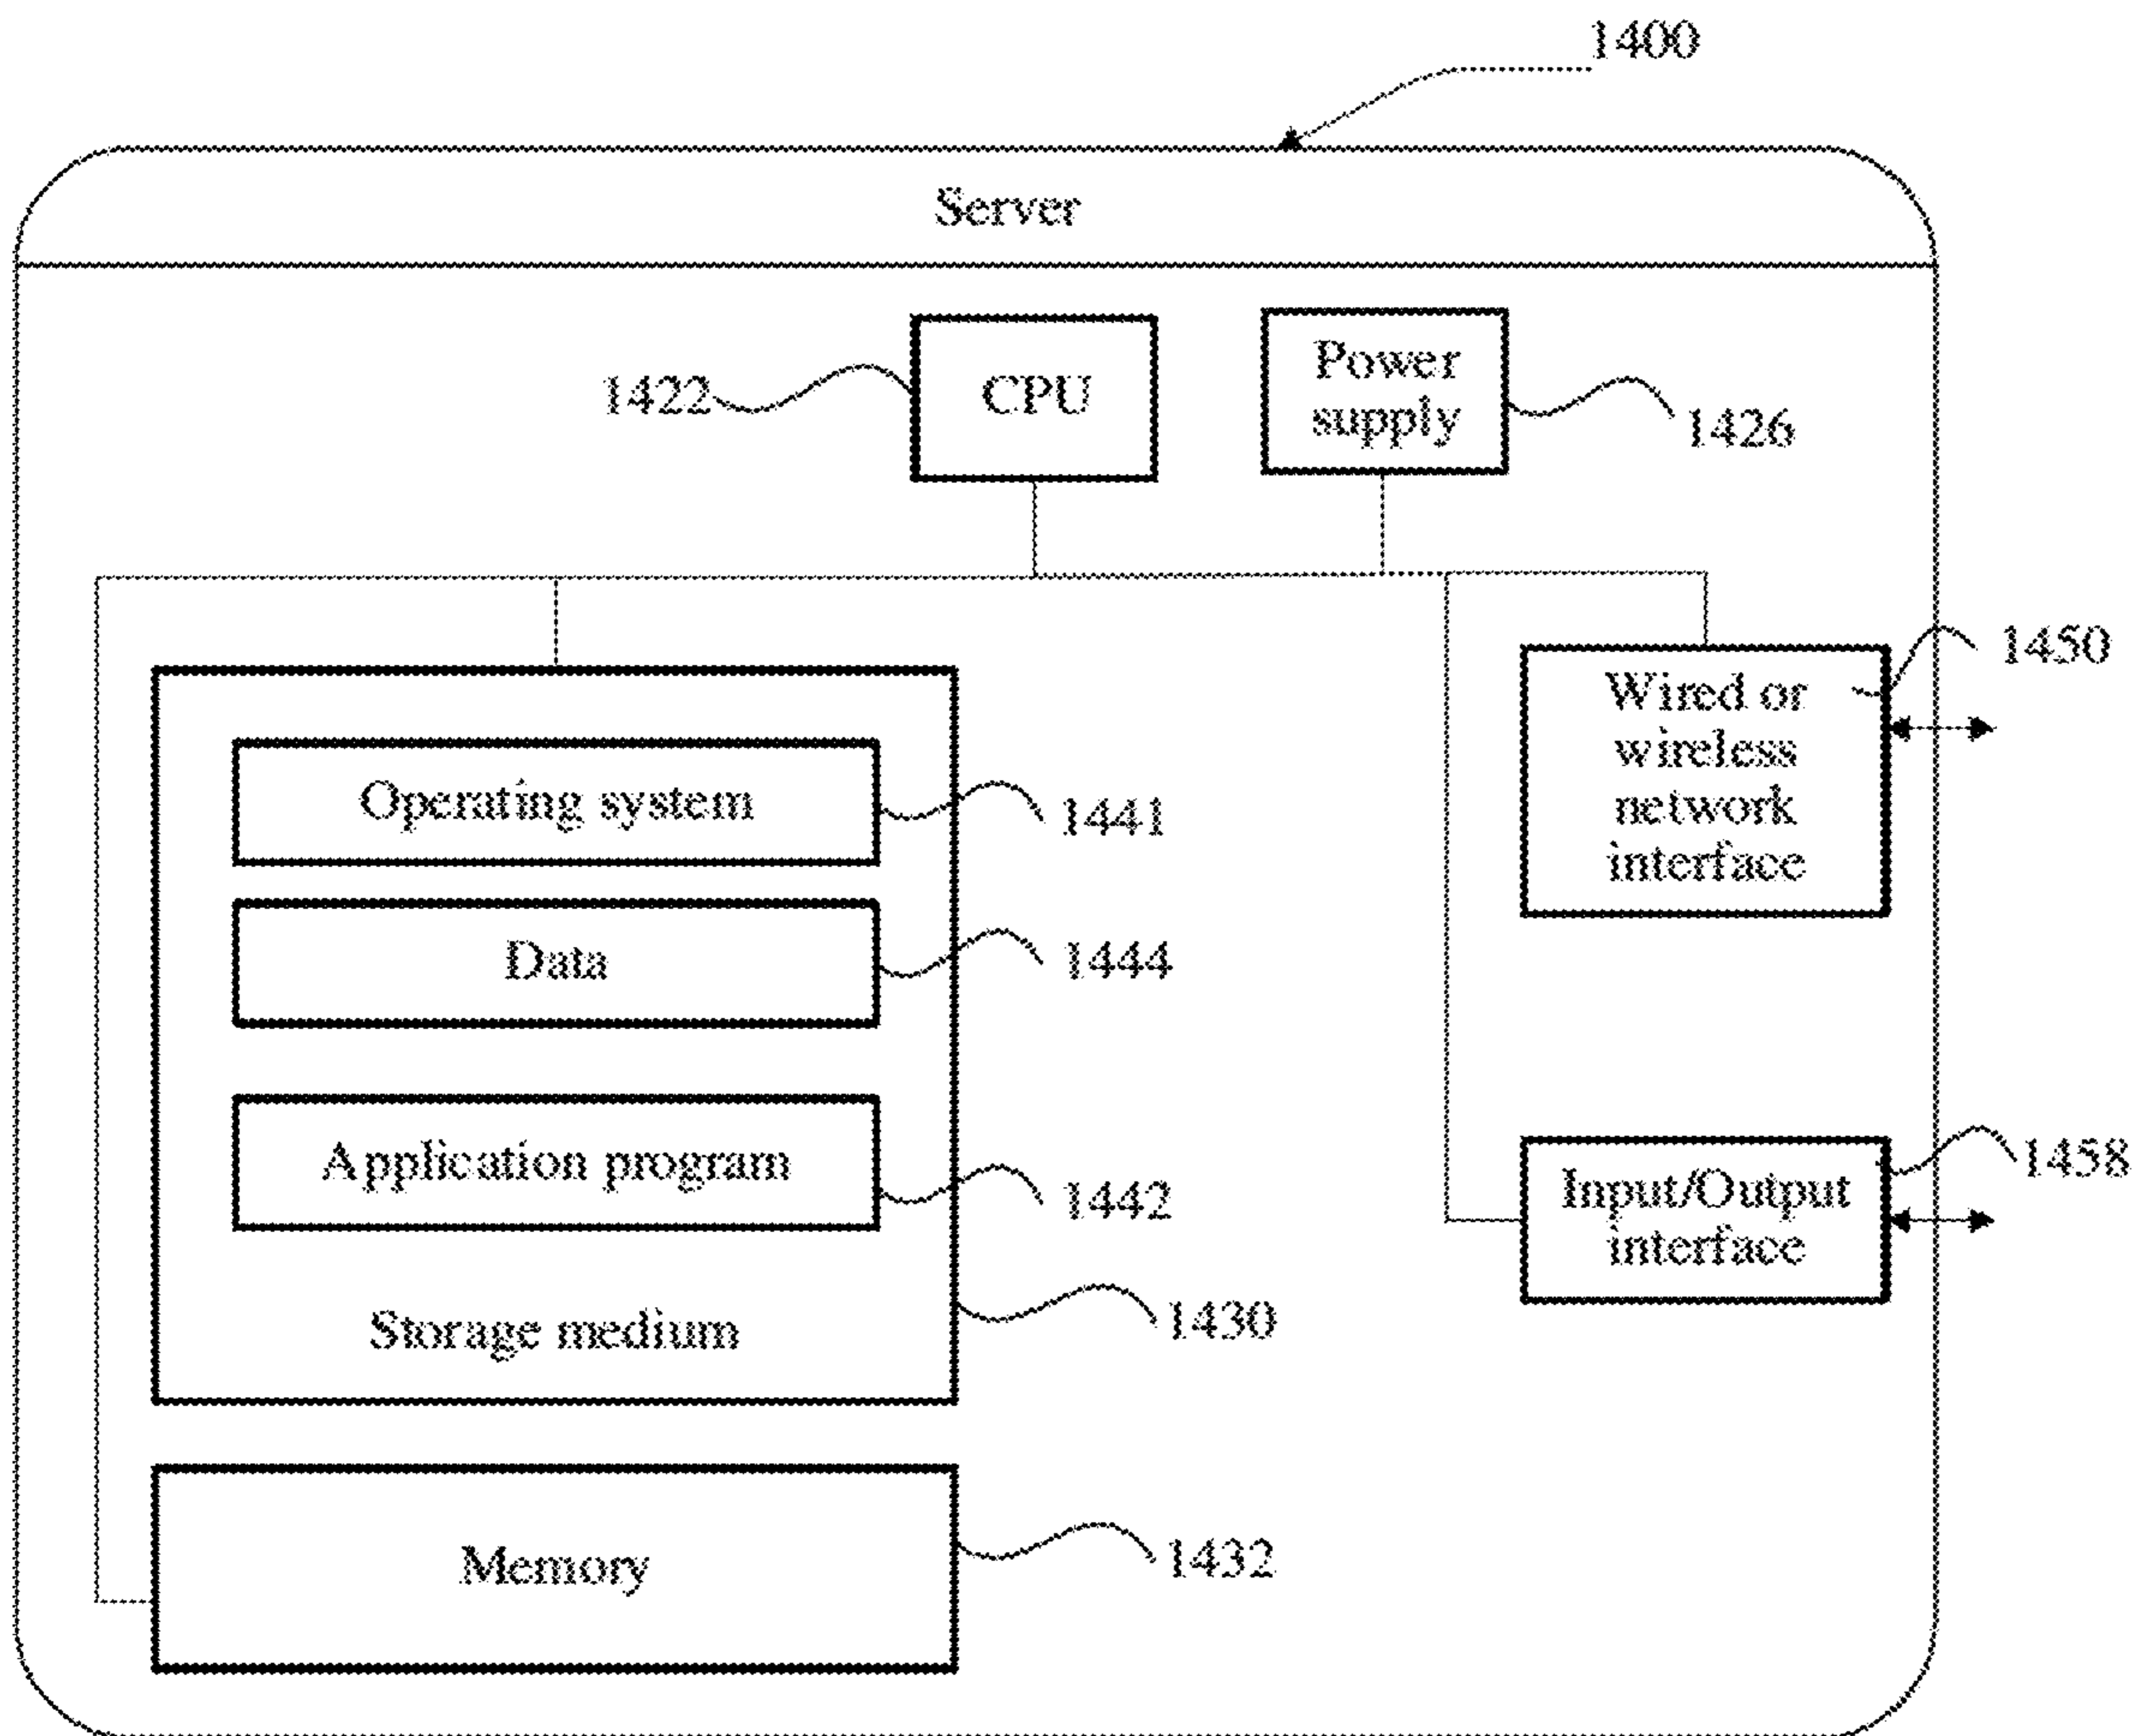 1400
Server
1422
CPU
Power
supply
1426
1450
Wired or
wireless
network
interface
Operating system
1441
Data
1444
Application program
1442
1458
Input/Output
interface
Storage medium
1430
Memory
1432